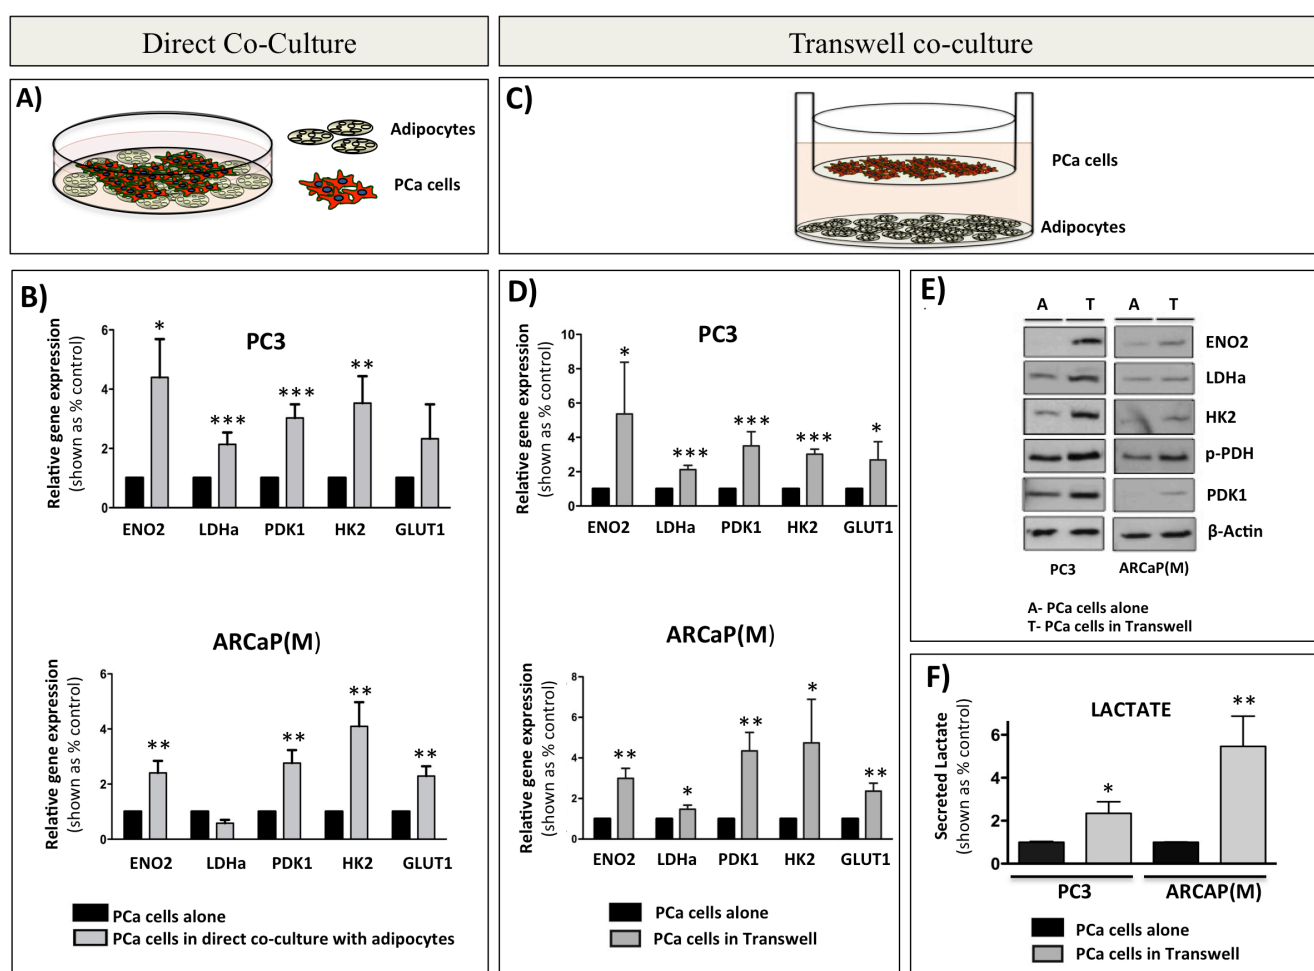 Direct Co-Culture
Transwell co-culture
A)
Adipocytes
PCa cells
C)
PCa cells
Adipocytes
B)
PC3
Relative gene expression
(shown as % control)
6
4
2
0
*
***
***
**
ENO2 LDHa PDK1 HK2 GLUT1
ARCaP(M)
Relative gene expression
(shown as % control)
6
4
2
0
**
**
**
**
ENO2 LDHa PDK1 HK2 GLUT1
PCa cells alone
PCa cells in direct co-culture with adipocytes
D)
PC3
Relative gene expression
(shown as % control)
10
8
6
4
2
0
*
***
***
***
*
ENO2 LDHa PDK1 HK2 GLUT1
ARCaP(M)
Relative gene expression
(shown as % control)
8
6
4
2
0
**
*
**
*
**
ENO2 LDHa PDK1 HK2 GLUT1
PCa cells alone
PCa cells in Transwell
E)
A T A T
ENO2
LDHa
HK2
p-PDH
PDK1
β-Actin
PC3 ARCaP(M)
A- PCa cells alone
T- PCa cells in Transwell
F)
LACTATE
Secreted Lactate
(shown as % control)
6
4
2
0
*
**
PC3 ARCAP(M)
PCa cells alone
PCa cells in Transwell